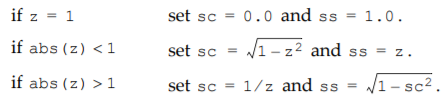 if z = 1 set sc = 0.0 and ss = 1.0.
if abs(z) <1 set sc = √1 – z² and ss = z.
if abs(z) >1 set sc = 1/z and ss = √1 – sc².